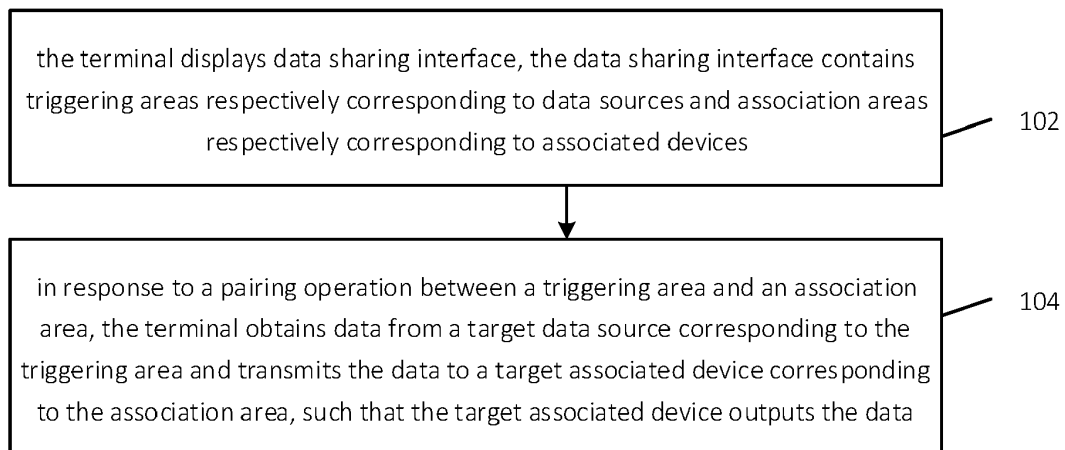 the terminal displays data sharing interface, the data sharing interface contains
triggering areas respectively corresponding to data sources and association areas
respectively corresponding to associated devices
102
in response to a pairing operation between a triggering area and an association
area, the terminal obtains data from a target data source corresponding to the
triggering area and transmits the data to a target associated device corresponding
to the association area, such that the target associated device outputs the data
104